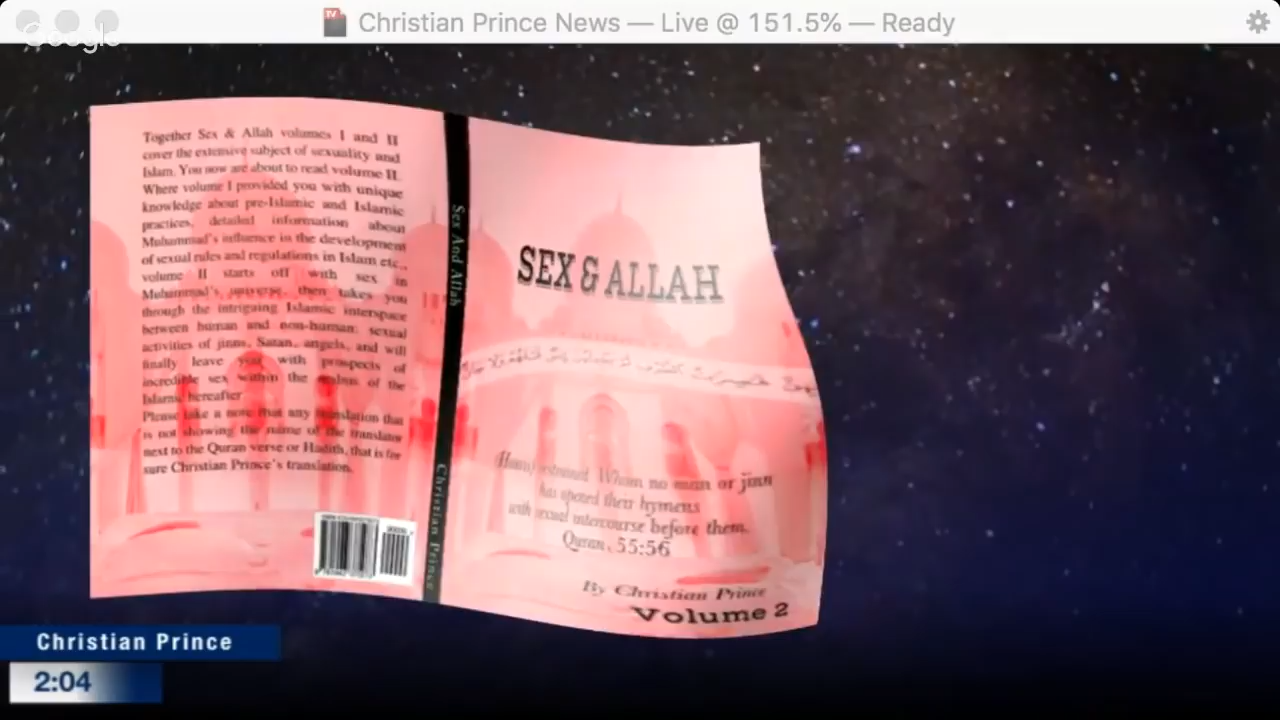 Christian Prince News — Live @ 151.5% — Ready
Google
Together Sex & Allah volumes I and II
cover the extensive subject of sexuality and
Islam. You now are about to read volume II.
Where volume I provided you with unique
knowledge about pre-Islamic and Islamic
practices, detailed information about
Muhammad's influence in the development
of sexual rules and regulations in Islam etc.,
volume II starts off with sex in
Muhammad's universe, then takes you
through the intriguing Islamic interspace
between human and non-human: sexual
activities of jinns, Satan, angels, and will
finally leave you with prospects of
incredible sex within the realms of the
Islamic hereafter
Please take a note that any translation that
is not showing the name of the translator
next to the Quran verse or Hadith, that is for
sure Christian Prince's translation.
Sex And Allah
Christian Prince
SEX & ALLAH
Whom no man or jinn
has opened their hymens
with sexual intercourse before them.
Quran, 55:56
By Christian Prince
Volume 2
Christian Prince
2:04